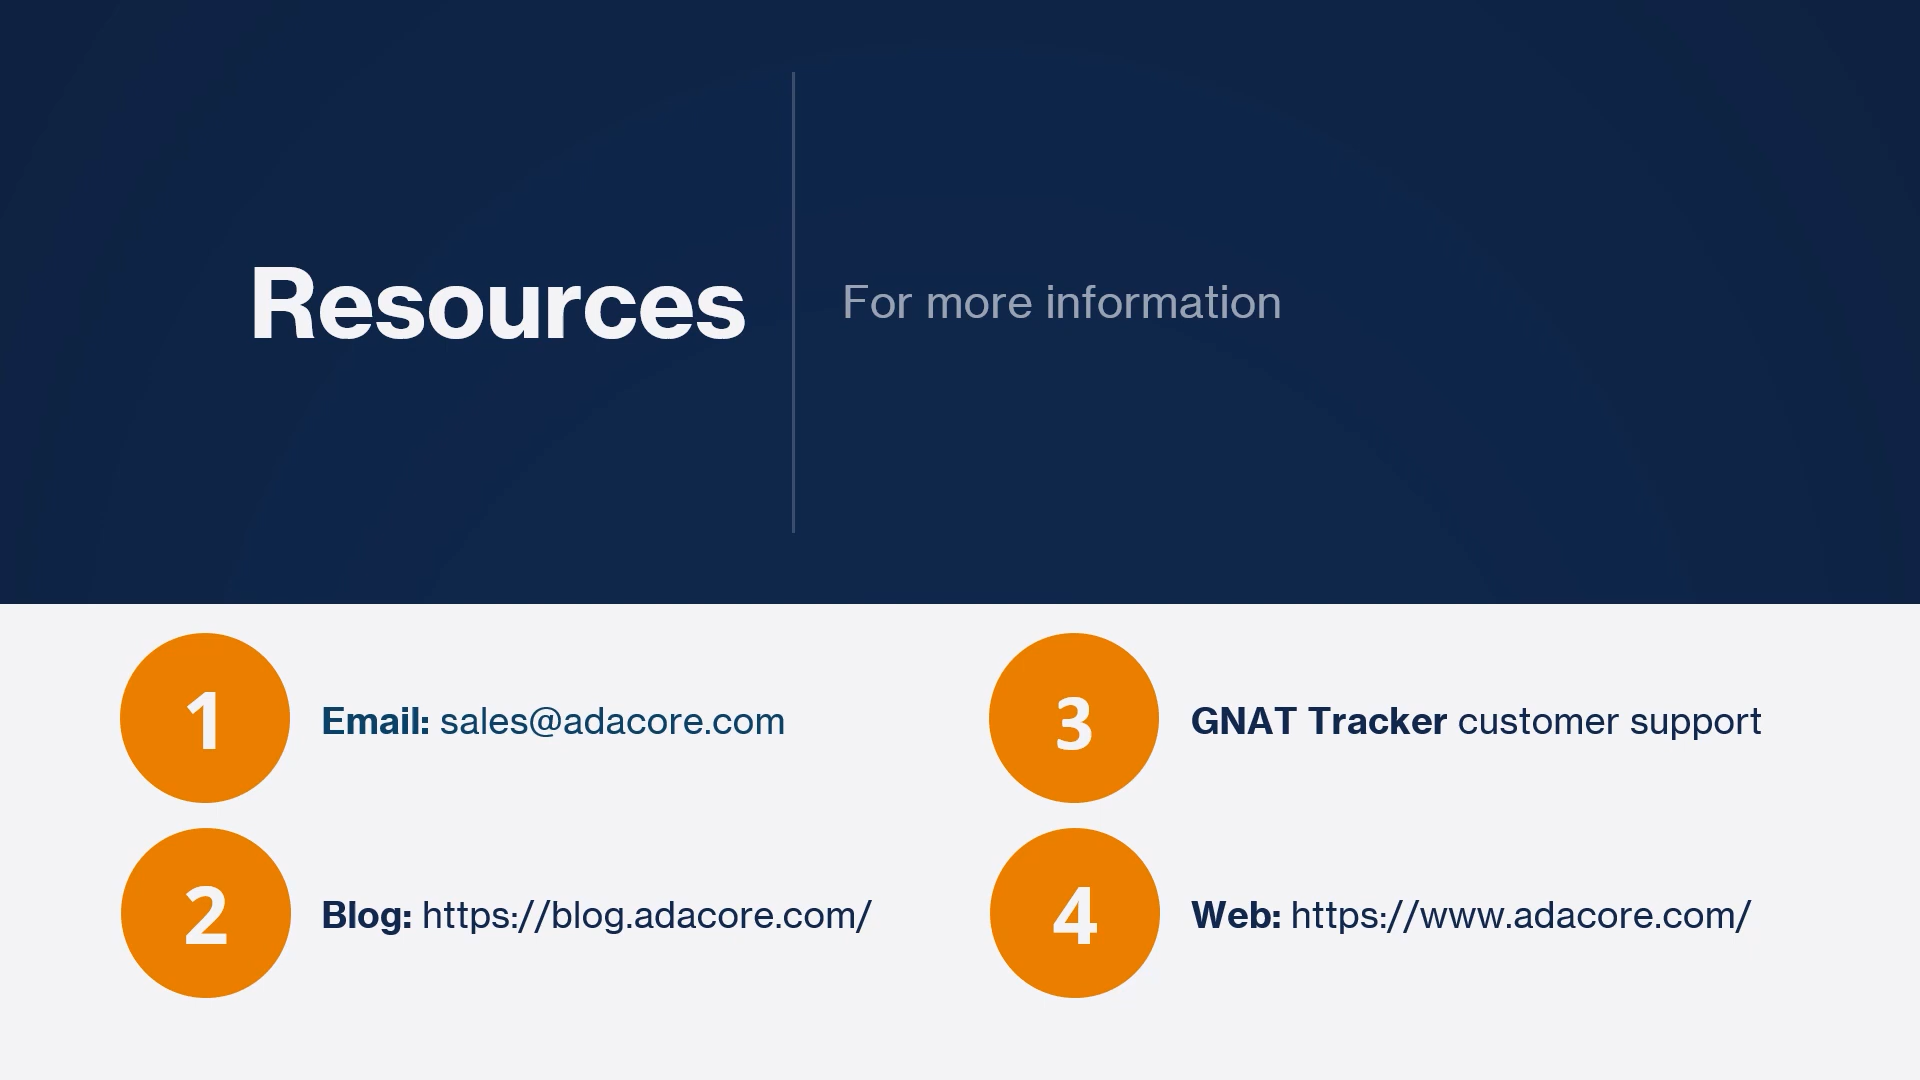 Resources
For more information
1
Email: sales@adacore.com
2
Blog: https://blog.adacore.com/
3
GNAT Tracker customer support
4
Web: https://www.adacore.com/